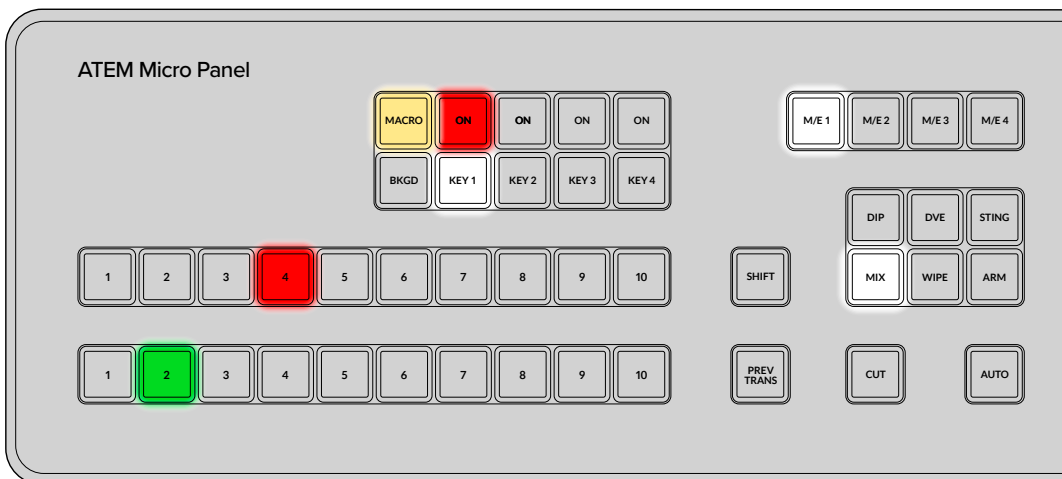 ATEM Micro Panel
MACRO ON ON ON ON M/E 1 M/E 2 M/E 3 M/E 4
BKGD KEY 1 KEY 2 KEY 3 KEY 4
DIP DVE STING
1 2 3 4 5 6 7 8 9 10 SHIFT MIX WIPE ARM
1 2 3 4 5 6 7 8 9 10 PREV TRANS CUT AUTO